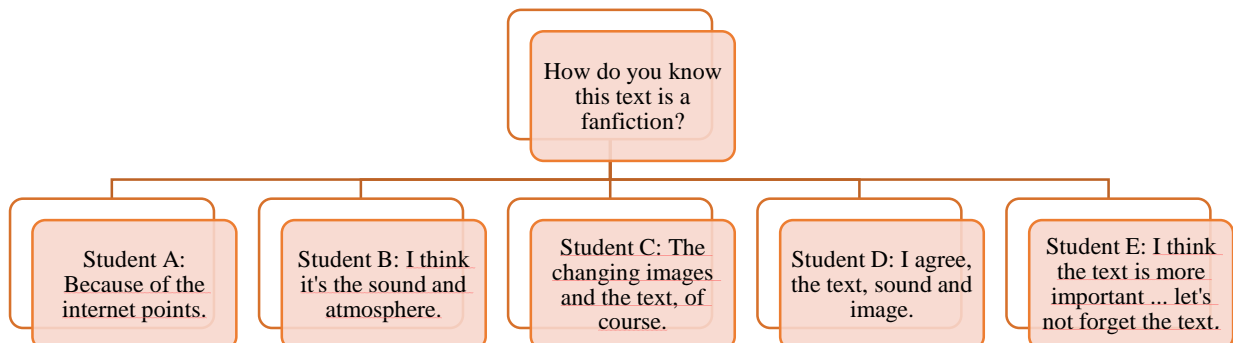 How do you know
this text is a
fanfiction?
Student A:
Because of the
internet points.
Student B: I think
it's the sound and
atmosphere.
Student C: The
changing images
and the text, of
course.
Student D: I agree,
the text, sound and
image.
Student E: I think
the text is more
important ... let's
not forget the text.